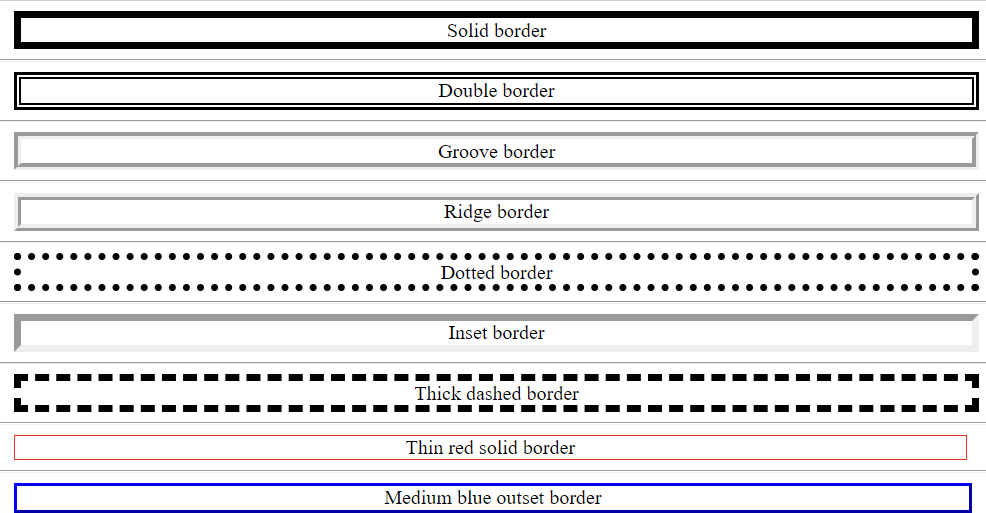 Solid border
Double border
Groove border
Ridge border
Dotted border
Inset border
Thick dashed border
Thin red solid border
Medium blue outset border